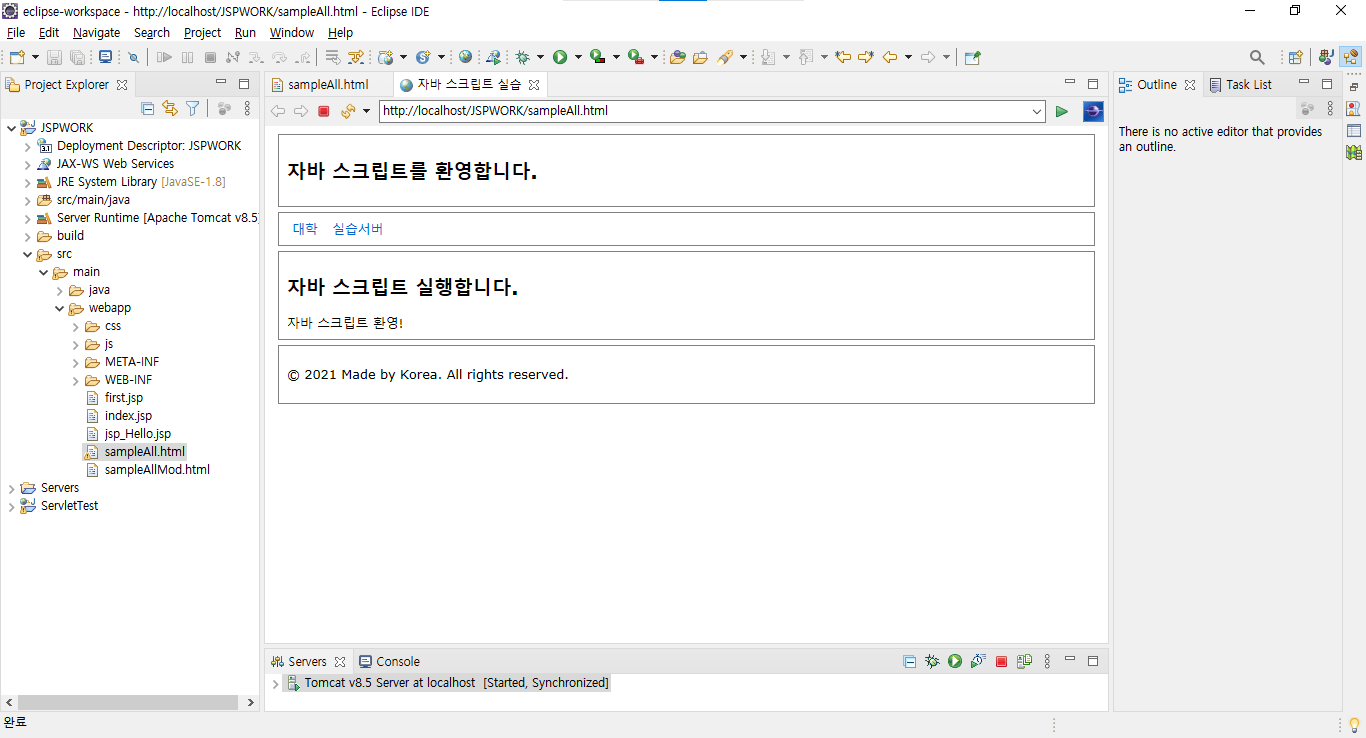 eclipse-workspace - http://localhost/JSPWORK/sampleAll.html - Eclipse IDE
File Edit Navigate Search Project Run Window Help
Project Explorer
JSPWORK
3.1 Deployment Descriptor: JSPWORK
JAX-WS Web Services
JRE System Library [JavaSE-1.8]
src/main/java
Server Runtime [Apache Tomcat v8.5]
build
src
main
java
webapp
css
js
META-INF
WEB-INF
first.jsp
index.jsp
jsp_Hello.jsp
sampleAll.html
sampleAllMod.html
Servers
ServletTest
sampleAll.html 자바 스크립트 실습
http://localhost/JSPWORK/sampleAll.html
자바 스크립트를 환영합니다.
대학 실습서버
자바 스크립트 실행합니다.
자바 스크립트 환영!
© 2021 Made by Korea. All rights reserved.
Servers Console
Tomcat v8.5 Server at localhost [Started, Synchronized]
Outline Task List
There is no active editor that provides
an outline.
완료